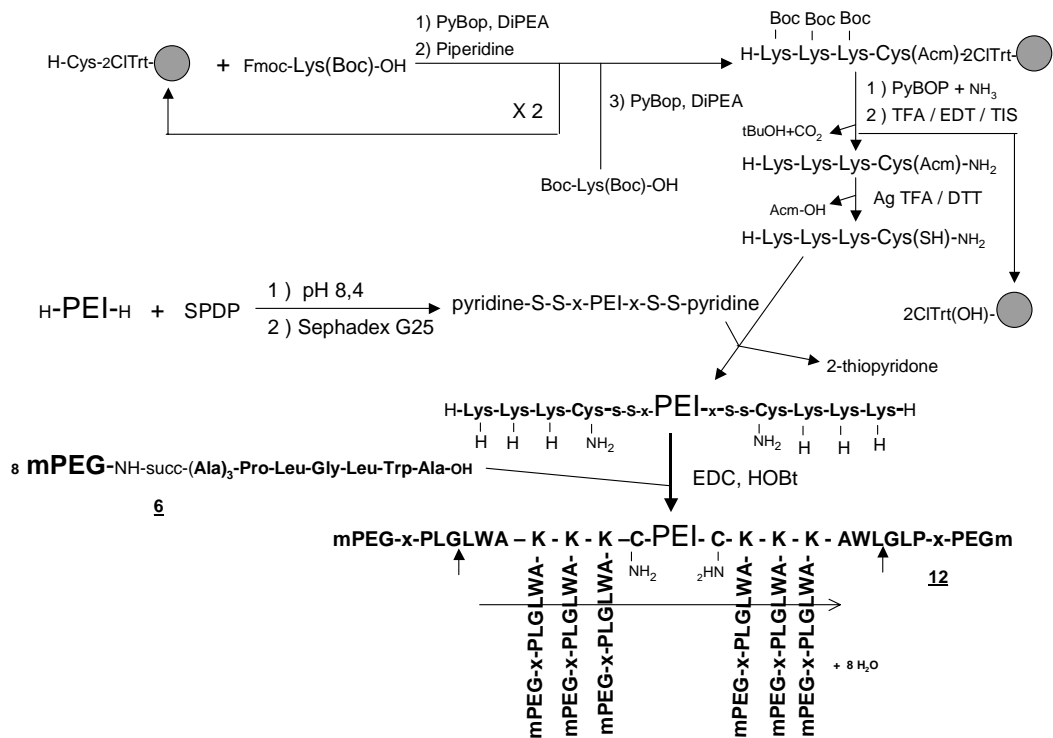 H-Cys-2ClTrt-
+ Fmoc-Lys(Boc)-OH
1) PyBop, DiPEA
2) Piperidine
X 2
3) PyBop, DiPEA
Boc-Lys(Boc)-OH
Boc Boc Boc
H-Lys-Lys-Lys-Cys(Acm)-2ClTrt-
1 ) PyBOP + NH3
2 ) TFA / EDT / TIS
tBuOH+CO2
H-Lys-Lys-Lys-Cys(Acm)-NH2
Ag TFA / DTT
Acm-OH
H-Lys-Lys-Lys-Cys(SH)-NH2
2ClTrt(OH)-
H-PEI-H + SPDP
1 ) pH 8,4
2 ) Sephadex G25
pyridine-S-S-x-PEI-x-S-S-pyridine
2-thiopyridone
H-Lys-Lys-Lys-Cys-S-S-x-PEI-x-S-S-Cys-Lys-Lys-Lys-H
H H H NH2 NH2 H H H
8 mPEG-NH-succ-(Ala)3-Pro-Leu-Gly-Leu-Trp-Ala-OH
6
EDC, HOBt
mPEG-x-PLGLWA – K - K - K –C-PEI- C - K - K - K - AWLGLP-x-PEGm
NH2 2HN
12
mPEG-x-PLGLWA-
mPEG-x-PLGLWA-
mPEG-x-PLGLWA-
mPEG-x-PLGLWA-
mPEG-x-PLGLWA-
mPEG-x-PLGLWA-
+ 8 H2O